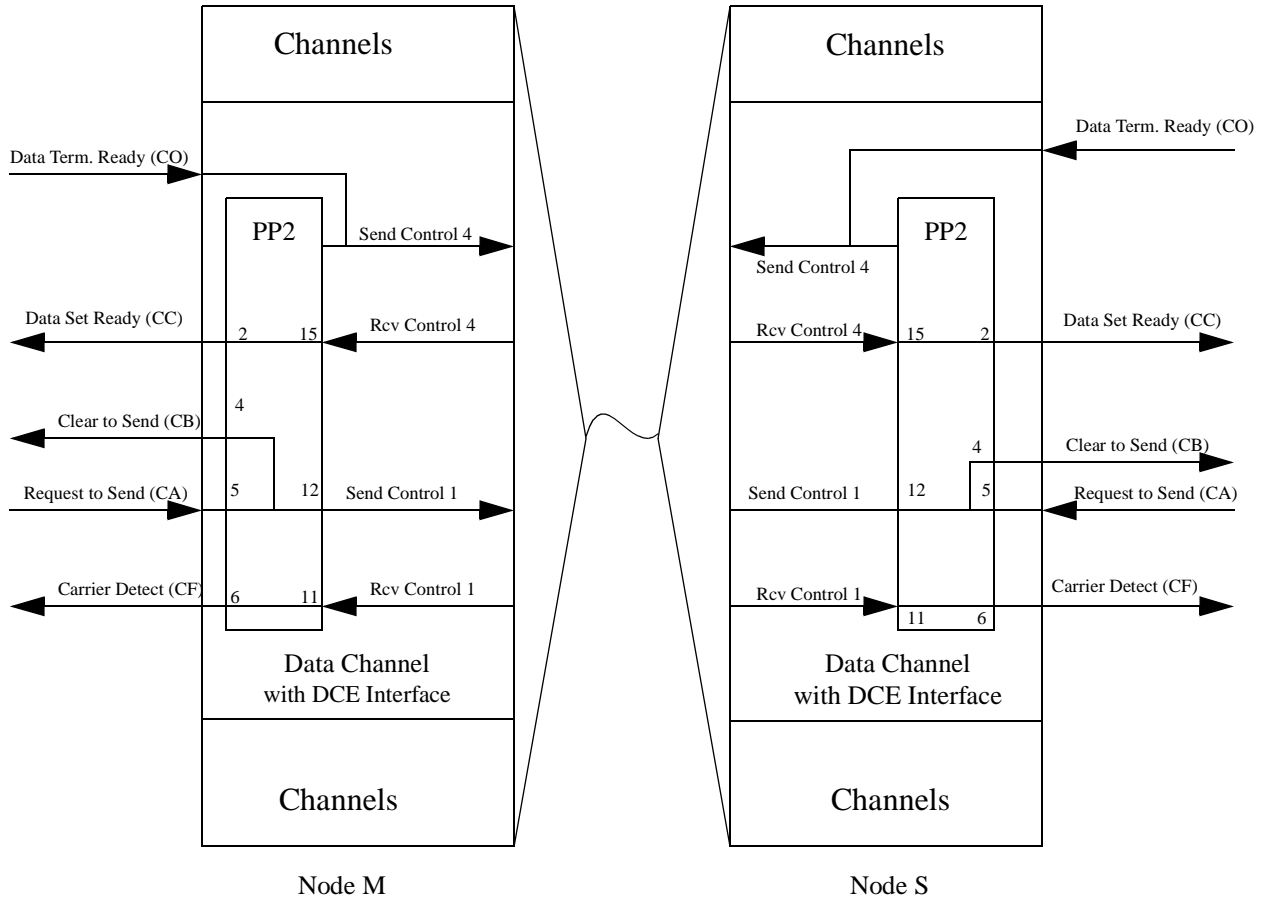 Channels
Data Term. Ready (CO)
PP2
Send Control 4
Data Set Ready (CC)
2
15
Rcv Control 4
4
Clear to Send (CB)
Request to Send (CA)
5
12
Send Control 1
Carrier Detect (CF)
6
11
Rcv Control 1
Data Channel
with DCE Interface
Channels
Node M
Channels
Data Term. Ready (CO)
PP2
Send Control 4
Rcv Control 4
15
2
Data Set Ready (CC)
4
Clear to Send (CB)
Send Control 1
12
5
Request to Send (CA)
Rcv Control 1
11
6
Carrier Detect (CF)
Data Channel
with DCE Interface
Channels
Node S